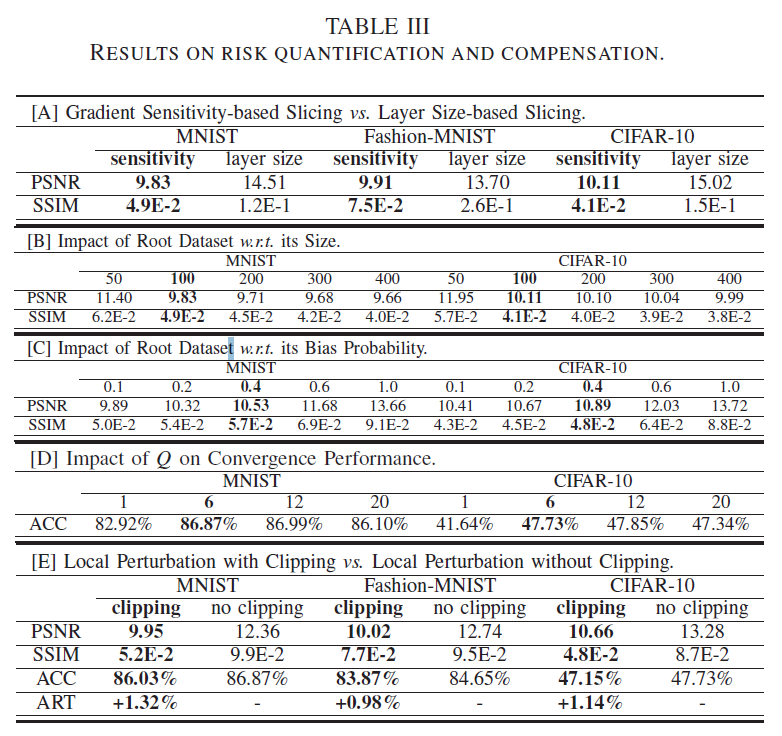 TABLE III
RESULTS ON RISK QUANTIFICATION AND COMPENSATION.
[A] Gradient Sensitivity-based Slicing vs. Layer Size-based Slicing.
MNIST Fashion-MNIST CIFAR-10
sensitivity layer size sensitivity layer size sensitivity layer size
PSNR 9.83 14.51 9.91 13.70 10.11 15.02
SSIM 4.9E-2 1.2E-1 7.5E-2 2.6E-1 4.1E-2 1.5E-1
[B] Impact of Root Dataset w.r.t. its Size.
MNIST CIFAR-10
50 100 200 300 400 50 100 200 300 400
PSNR 11.40 9.83 9.71 9.68 9.66 11.95 10.11 10.10 10.04 9.99
SSIM 6.2E-2 4.9E-2 4.5E-2 4.2E-2 4.0E-2 5.7E-2 4.1E-2 4.0E-2 3.9E-2 3.8E-2
[C] Impact of Root Dataset w.r.t. its Bias Probability.
MNIST CIFAR-10
0.1 0.2 0.4 0.6 1.0 0.1 0.2 0.4 0.6 1.0
PSNR 9.89 10.32 10.53 11.68 13.66 10.41 10.67 10.89 12.03 13.72
SSIM 5.0E-2 5.4E-2 5.7E-2 6.9E-2 9.1E-2 4.3E-2 4.5E-2 4.8E-2 6.4E-2 8.8E-2
[D] Impact of Q on Convergence Performance.
MNIST CIFAR-10
1 6 12 20 1 6 12 20
ACC 82.92% 86.87% 86.99% 86.10% 41.64% 47.73% 47.85% 47.34%
[E] Local Perturbation with Clipping vs. Local Perturbation without Clipping.
MNIST Fashion-MNIST CIFAR-10
clipping no clipping clipping no clipping clipping no clipping
PSNR 9.95 12.36 10.02 12.74 10.66 13.28
SSIM 5.2E-2 9.9E-2 7.7E-2 9.5E-2 4.8E-2 8.7E-2
ACC 86.03% 86.87% 83.87% 84.65% 47.15% 47.73%
ART +1.32% - +0.98% - +1.14% -